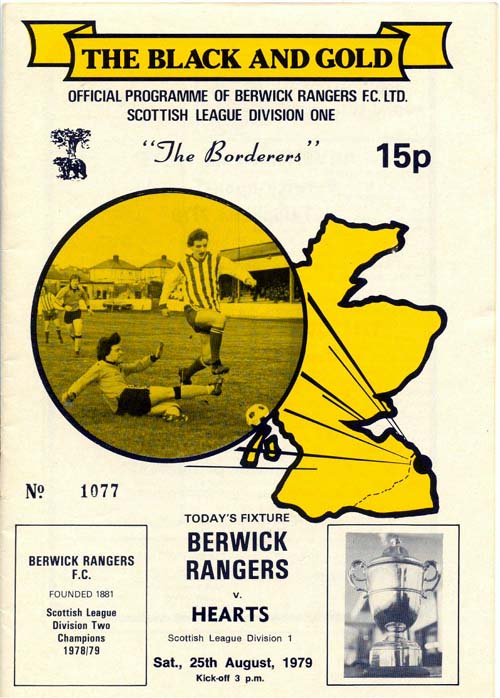 THE BLACK AND GOLD
OFFICIAL PROGRAMME OF BERWICK RANGERS F.C. LTD.
SCOTTISH LEAGUE DIVISION ONE
"The Borderers"
15p
Nº 1077
TODAY'S FIXTURE
BERWICK
RANGERS
v.
HEARTS
Scottish League Division 1
Sat., 25th August, 1979
Kick-off 3 p.m.
BERWICK RANGERS
F.C.
FOUNDED 1881
Scottish League
Division Two
Champions
1978/79